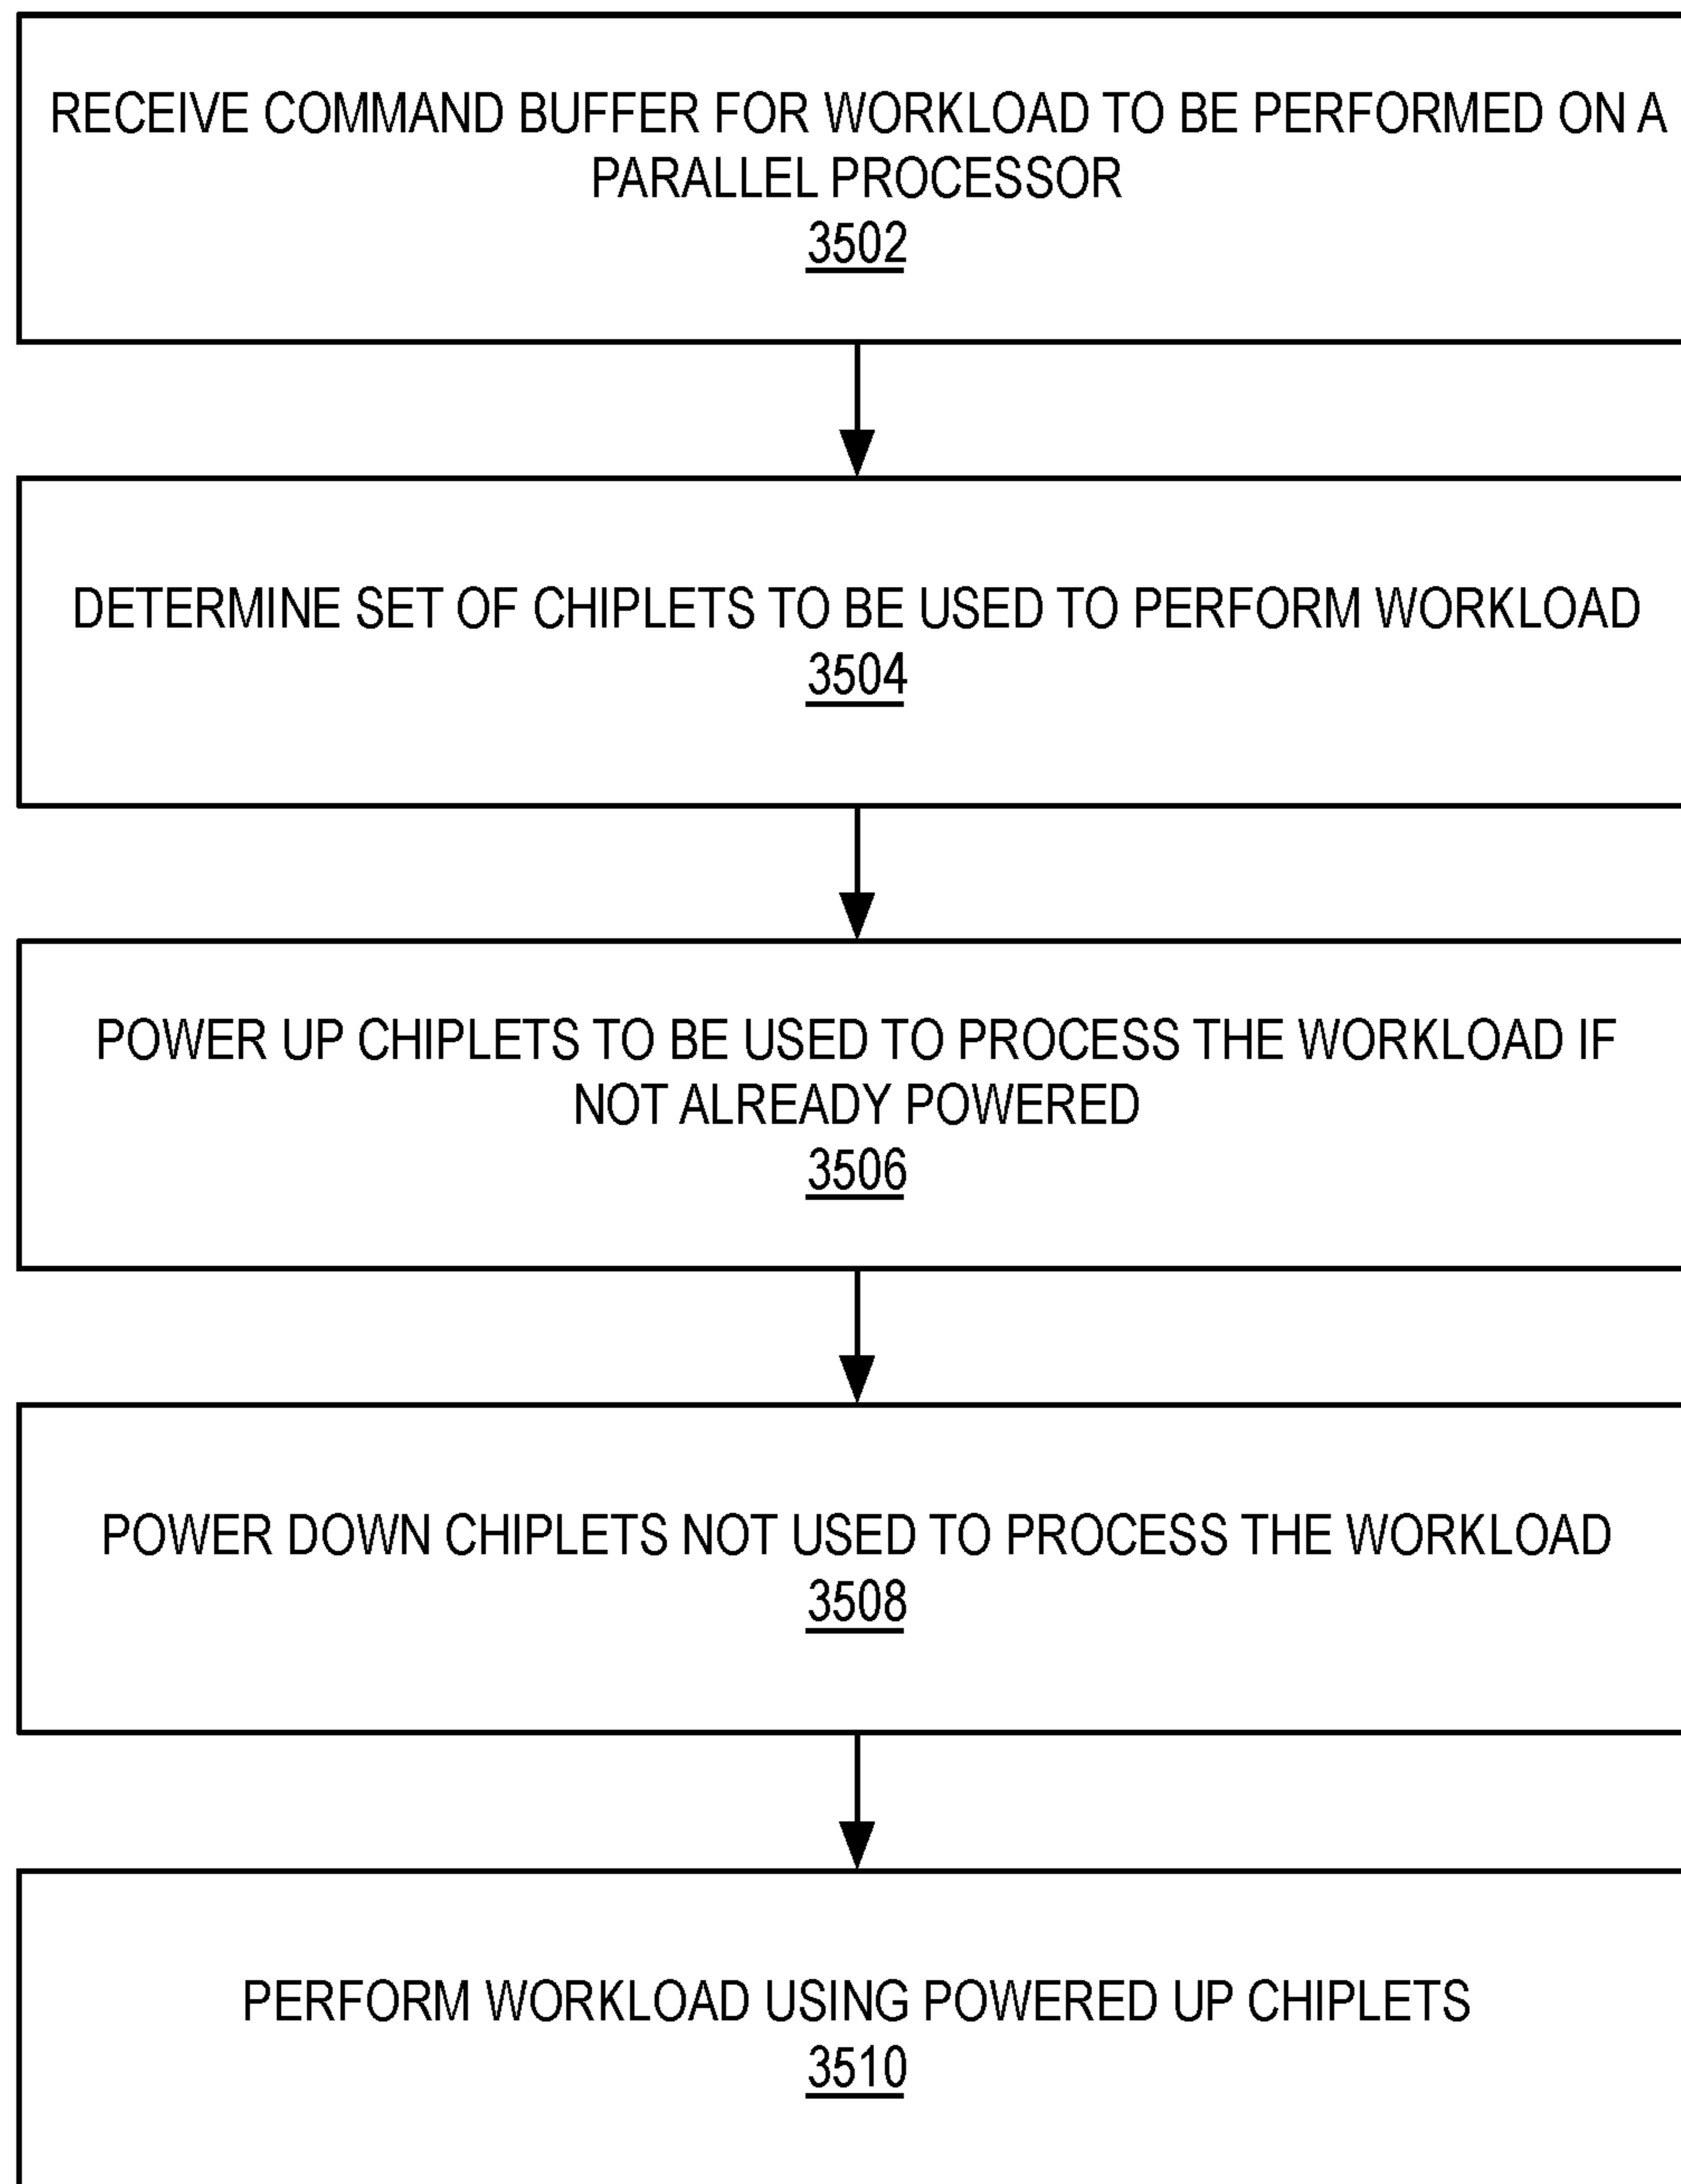 RECEIVE COMMAND BUFFER FOR WORKLOAD TO BE PERFORMED ON A
PARALLEL PROCESSOR
3502
DETERMINE SET OF CHIPLETS TO BE USED TO PERFORM WORKLOAD
3504
POWER UP CHIPLETS TO BE USED TO PROCESS THE WORKLOAD IF
NOT ALREADY POWERED
3506
POWER DOWN CHIPLETS NOT USED TO PROCESS THE WORKLOAD
3508
PERFORM WORKLOAD USING POWERED UP CHIPLETS
3510